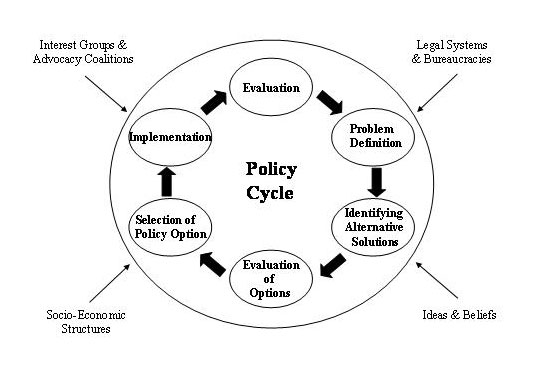 Interest Groups &
Advocacy Coalitions
Legal Systems
& Bureaucracies
Evaluation
Implementation
Problem
Definition
Policy
Cycle
Selection of
Policy Option
Identifying
Alternative
Solutions
Evaluation
of
Options
Socio-Economic
Structures
Ideas & Beliefs